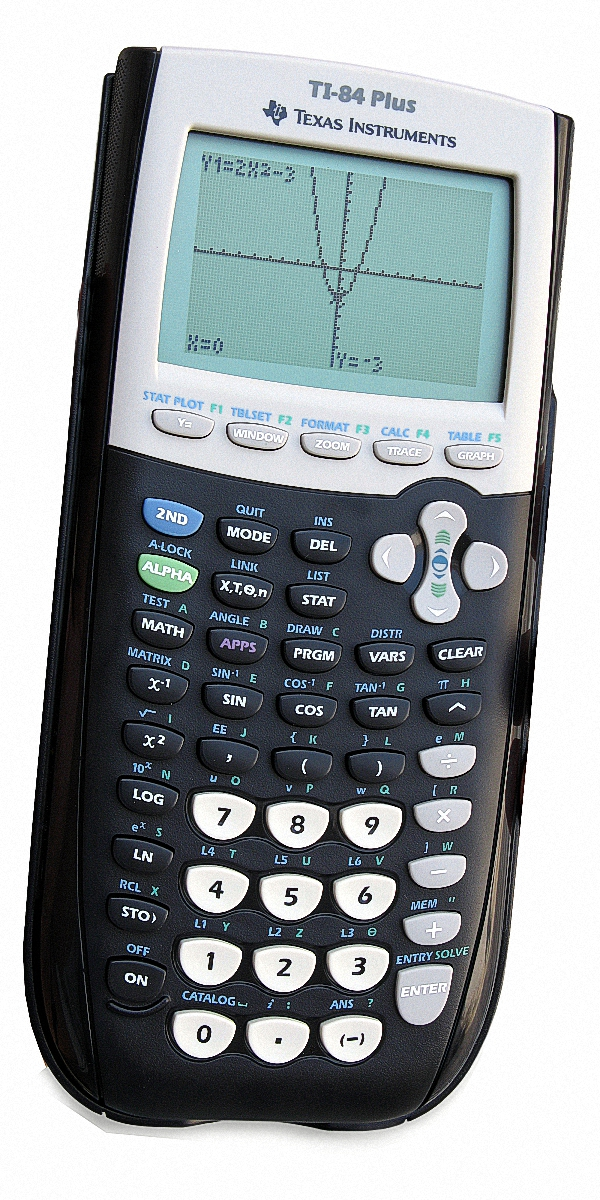 TI-84 Plus
TEXAS INSTRUMENTS
Y1=2X2-3
X=0 Y=-3
STAT PLOT F1 TBLSET F2 FORMAT F3 CALC F4 TABLE F5
Y= WINDOW ZOOM TRACE GRAPH
QUIT INS
2ND MODE DEL
A-LOCK LINK LIST
ALPHA X,T,Θ,n STAT
TEST A ANGLE B DRAW C DISTR
MATH APPS PRGM VARS CLEAR
MATRIX D SIN⁻¹ E COS⁻¹ F TAN⁻¹ G π H
X⁻¹ SIN COS TAN ^
√ I EE J { K } L e M
X² , ( ) ÷
10ˣ N u O v P w Q [ R
LOG 7 8 9 ×
eˣ S L4 T L5 U L6 V ] W
LN 4 5 6 −
RCL X L1 Y L2 Z L3 θ MEM "
STO› 1 2 3 +
OFF ENTRY SOLVE
ON ENTER
CATALOG ⎵ i : ANS ?
0 . (−)